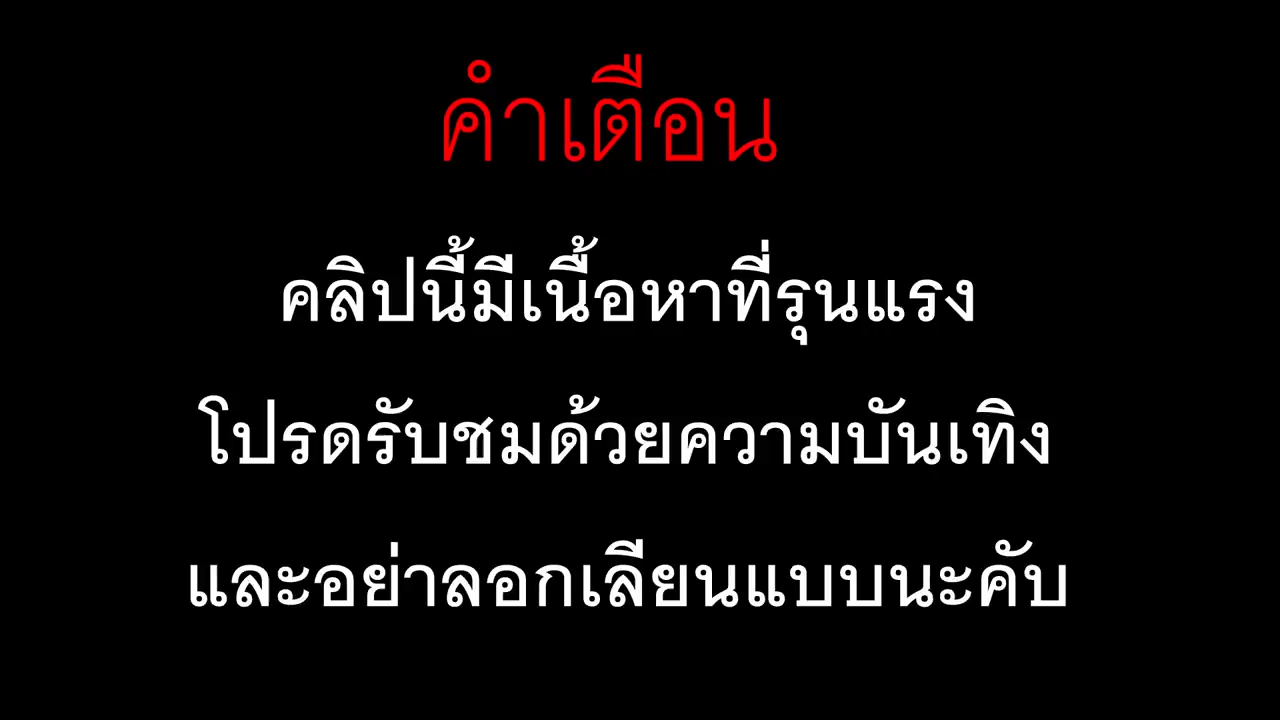 คำเตือน
คลิปนี้มีเนื้อหาที่รุนแรง
โปรดรับชมด้วยความบันเทิง
และอย่าลอกเลียนแบบนะคับ